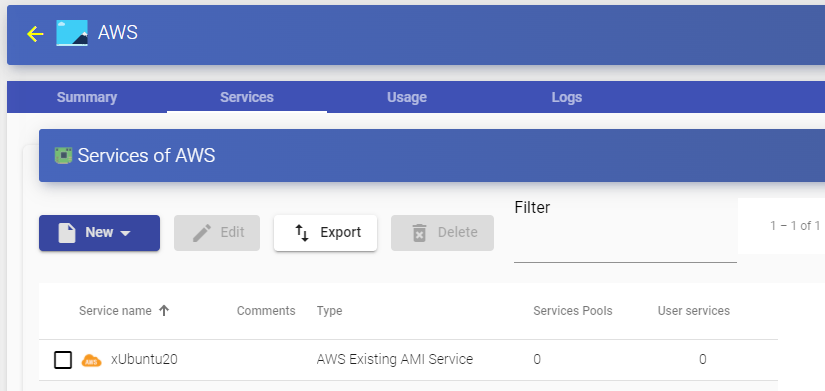 AWS
Summary Services Usage Logs
Services of AWS
Filter
New Edit Export Delete 1 – 1 of 1
Service name Comments Type Services Pools User services
AWS xUbuntu20 AWS Existing AMI Service 0 0